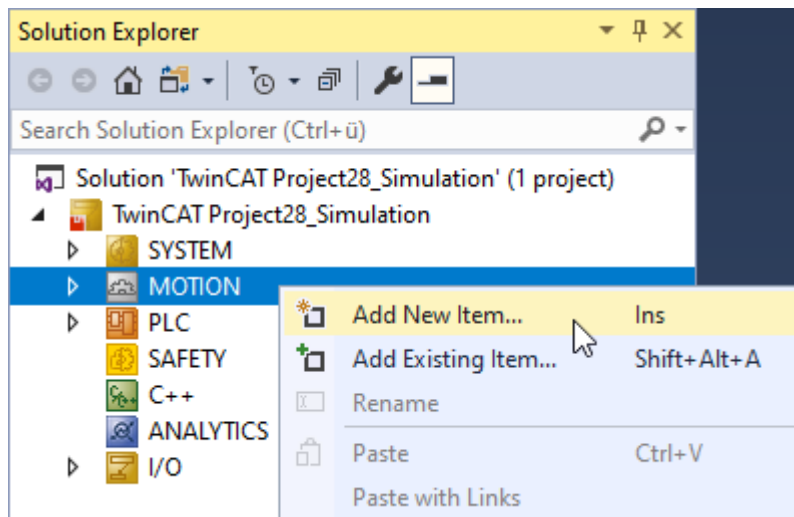 Solution Explorer
Search Solution Explorer (Ctrl+ü)
Solution 'TwinCAT Project28_Simulation' (1 project)
TwinCAT Project28_Simulation
SYSTEM
MOTION
Add New Item... Ins
PLC
SAFETY
Add Existing Item... Shift+Alt+A
C++
Rename
ANALYTICS
Paste Ctrl+V
I/O
Paste with Links